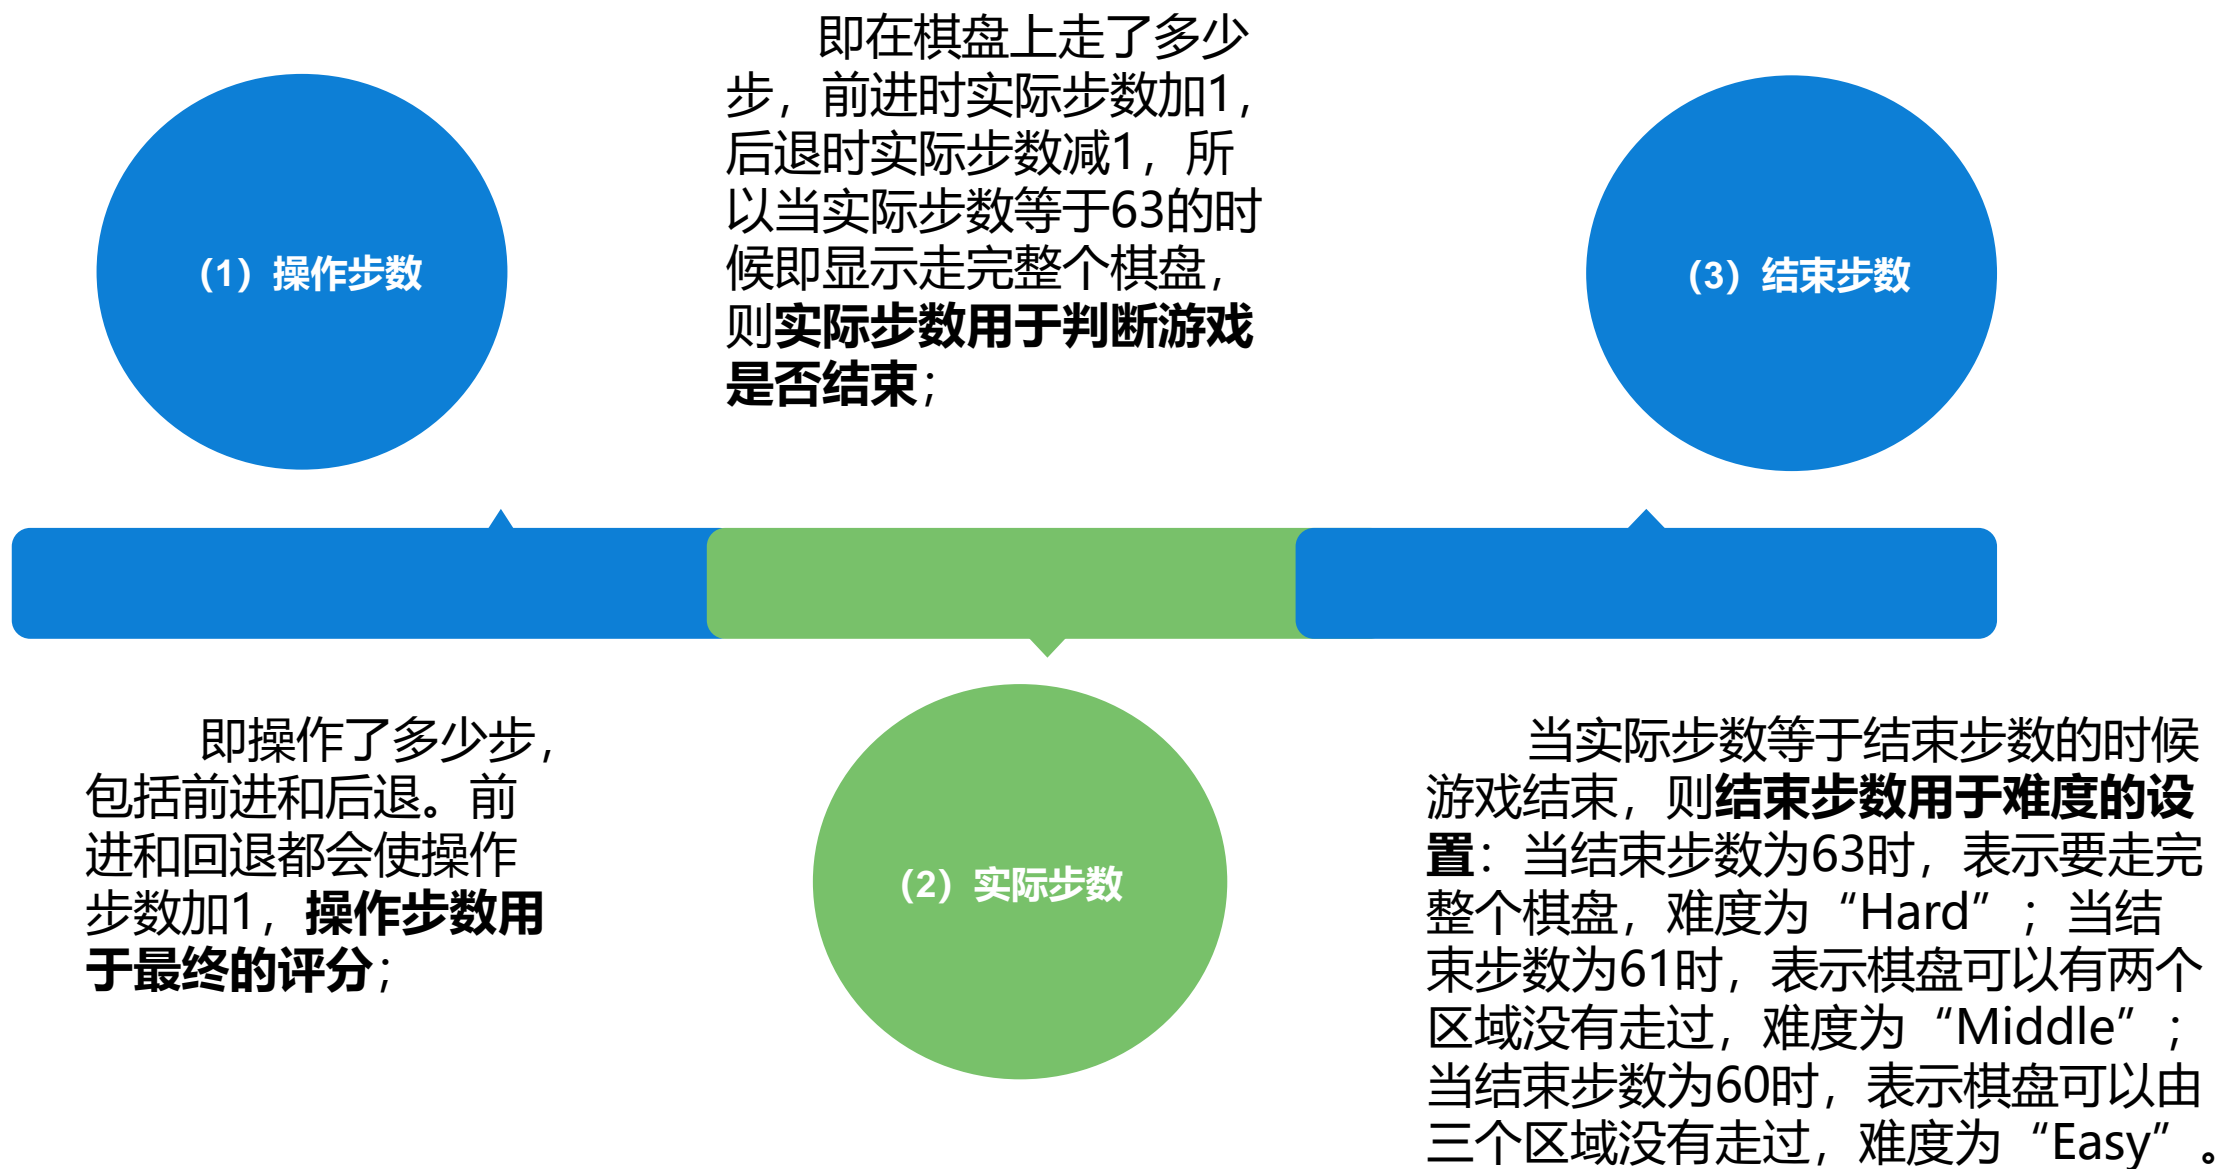 （1）操作步数
即操作了多少步，
包括前进和后退。前
进和回退都会使操作
步数加1，操作步数用
于最终的评分；
即在棋盘上走了多少
步，前进时实际步数加1，
后退时实际步数减1，所
以当实际步数等于63的时
候即显示走完整个棋盘，
则实际步数用于判断游戏
是否结束；
（2）实际步数
（3）结束步数
当实际步数等于结束步数的时候
游戏结束，则结束步数用于难度的设
置：当结束步数为63时，表示要走完
整个棋盘，难度为“Hard”；当结
束步数为61时，表示棋盘可以有两个
区域没有走过，难度为“Middle”；
当结束步数为60时，表示棋盘可以由
三个区域没有走过，难度为“Easy”。